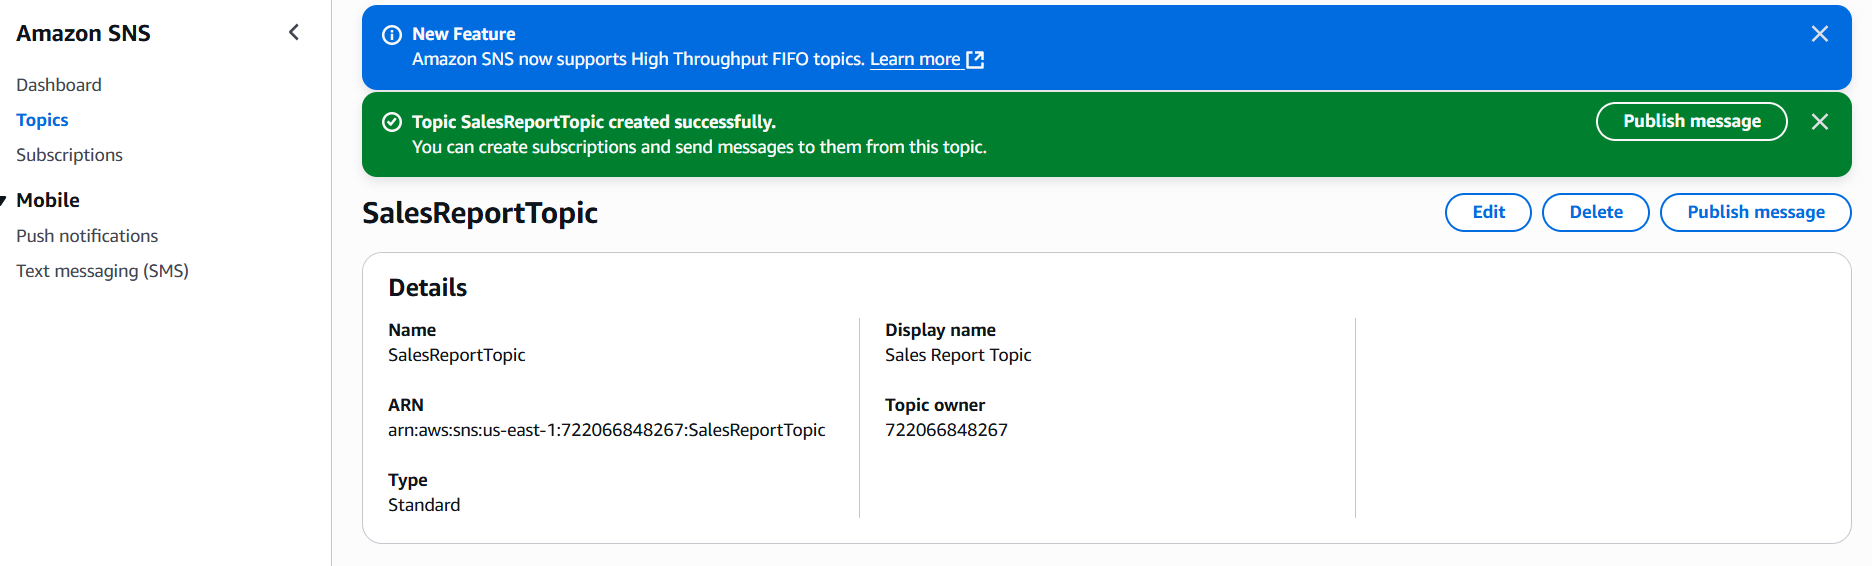 Amazon SNS
Dashboard
Topics
Subscriptions
Mobile
Push notifications
Text messaging (SMS)
New Feature
Amazon SNS now supports High Throughput FIFO topics. Learn more
Topic SalesReportTopic created successfully.
You can create subscriptions and send messages to them from this topic.
Publish message
SalesReportTopic
Edit
Delete
Publish message
Details
Name
SalesReportTopic
ARN
arn:aws:sns:us-east-1:722066848267:SalesReportTopic
Type
Standard
Display name
Sales Report Topic
Topic owner
722066848267